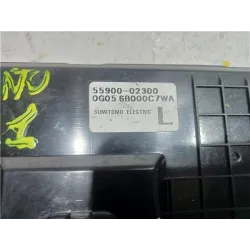 55900-02300
0G05 6B000C7WA
SUMITOMO ELECTRIC
L